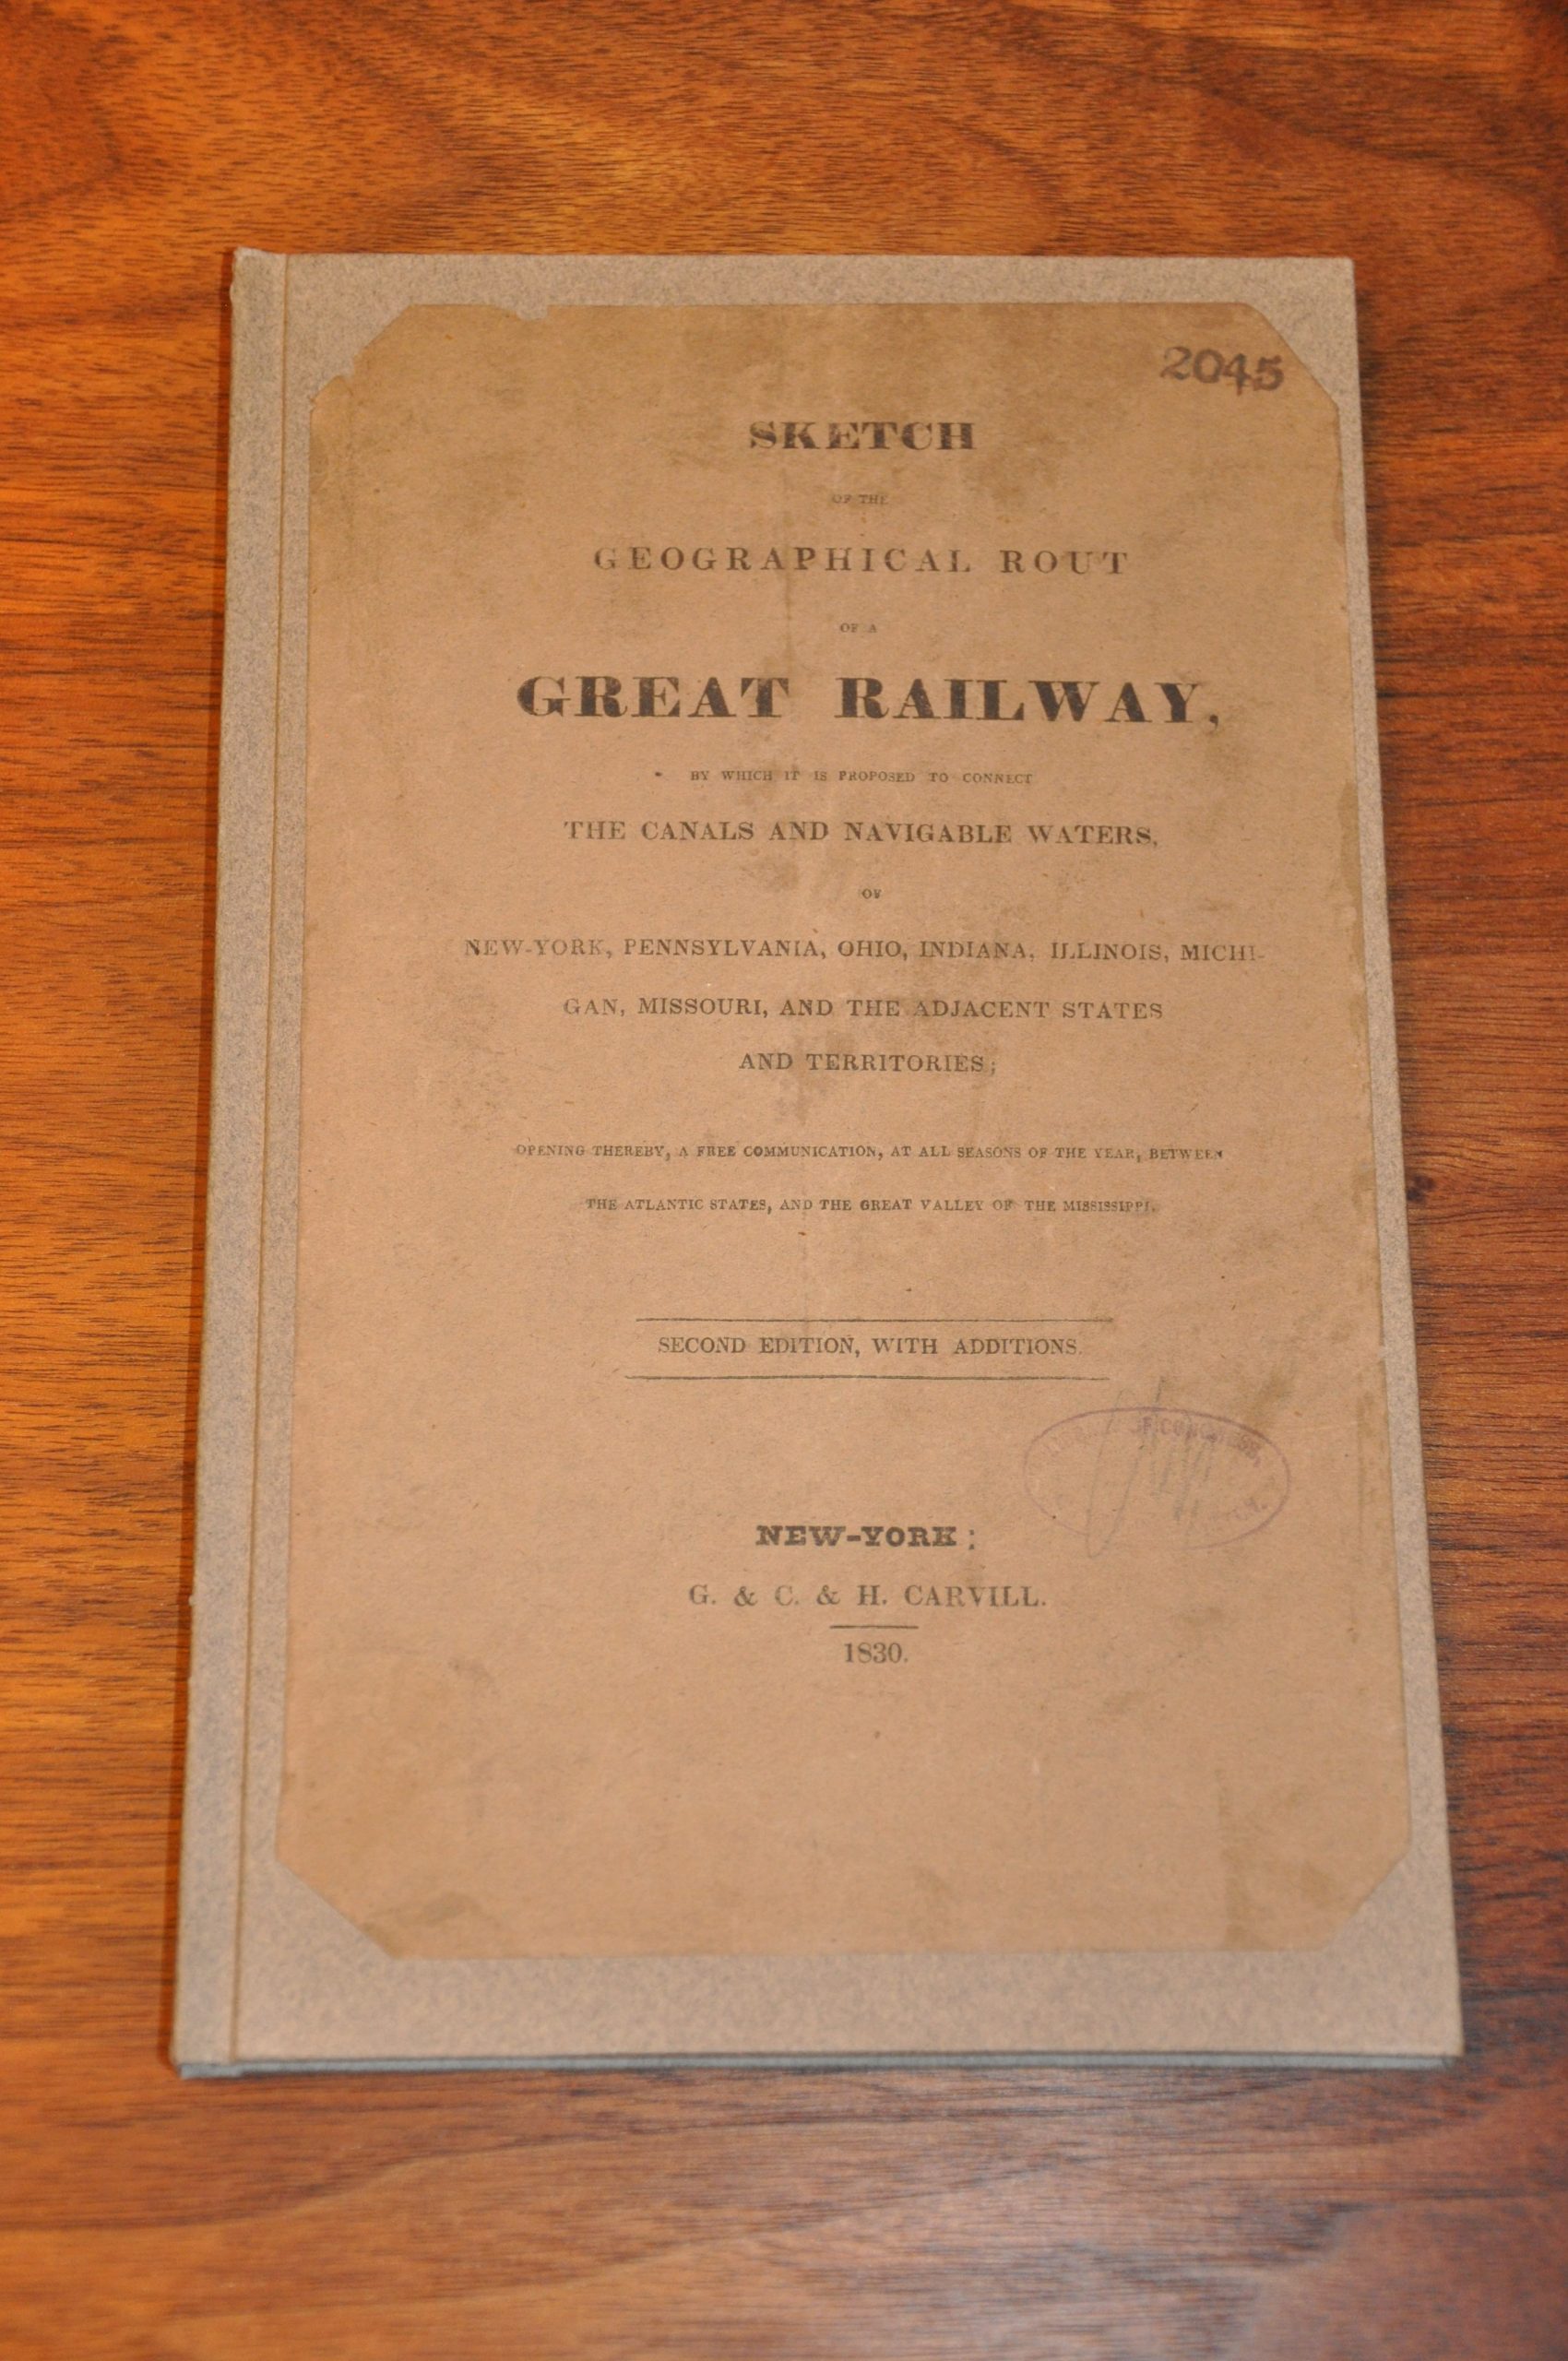 2045
SKETCH
OF THE
GEOGRAPHICAL ROUT
OF A
GREAT RAILWAY,
BY WHICH IT IS PROPOSED TO CONNECT
THE CANALS AND NAVIGABLE WATERS,
OF
NEW-YORK, PENNSYLVANIA, OHIO, INDIANA, ILLINOIS, MICHI-
GAN, MISSOURI, AND THE ADJACENT STATES
AND TERRITORIES;
OPENING THEREBY, A FREE COMMUNICATION, AT ALL SEASONS OF THE YEAR, BETWEEN
THE ATLANTIC STATES, AND THE GREAT VALLEY OF THE MISSISSIPPI.
SECOND EDITION, WITH ADDITIONS.
OF CONGRESS
NEW-YORK:
G. & C. & H. CARVILL.
1830.